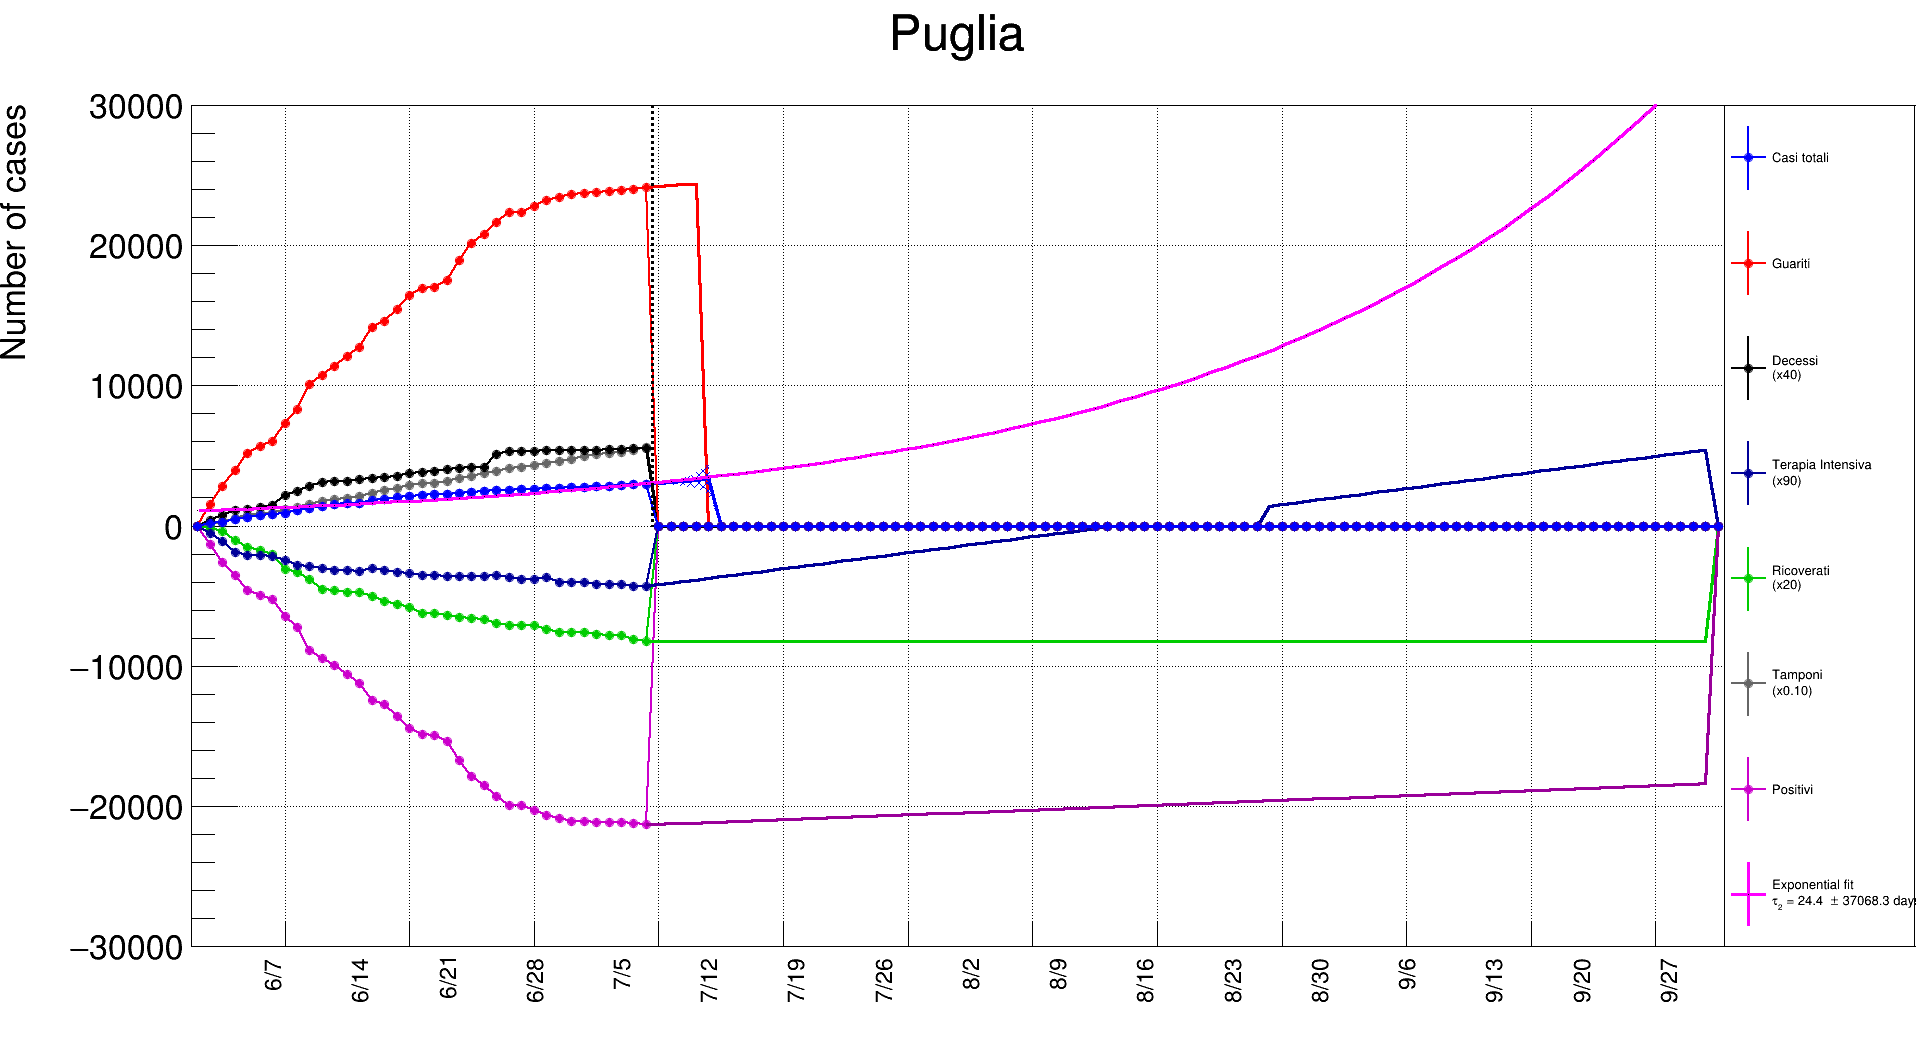 Puglia
Number of cases
30000
20000
10000
0
−10000
−20000
−30000
6/7
6/14
6/21
6/28
7/5
7/12
7/19
7/26
8/2
8/9
8/16
8/23
8/30
9/6
9/13
9/20
9/27
Casi totali
Guariti
Decessi
(x40)
Terapia Intensiva
(x90)
Ricoverati
(x20)
Tamponi
(x0.10)
Positivi
Exponential fit
τ2 = 24.4 ± 37068.3 days